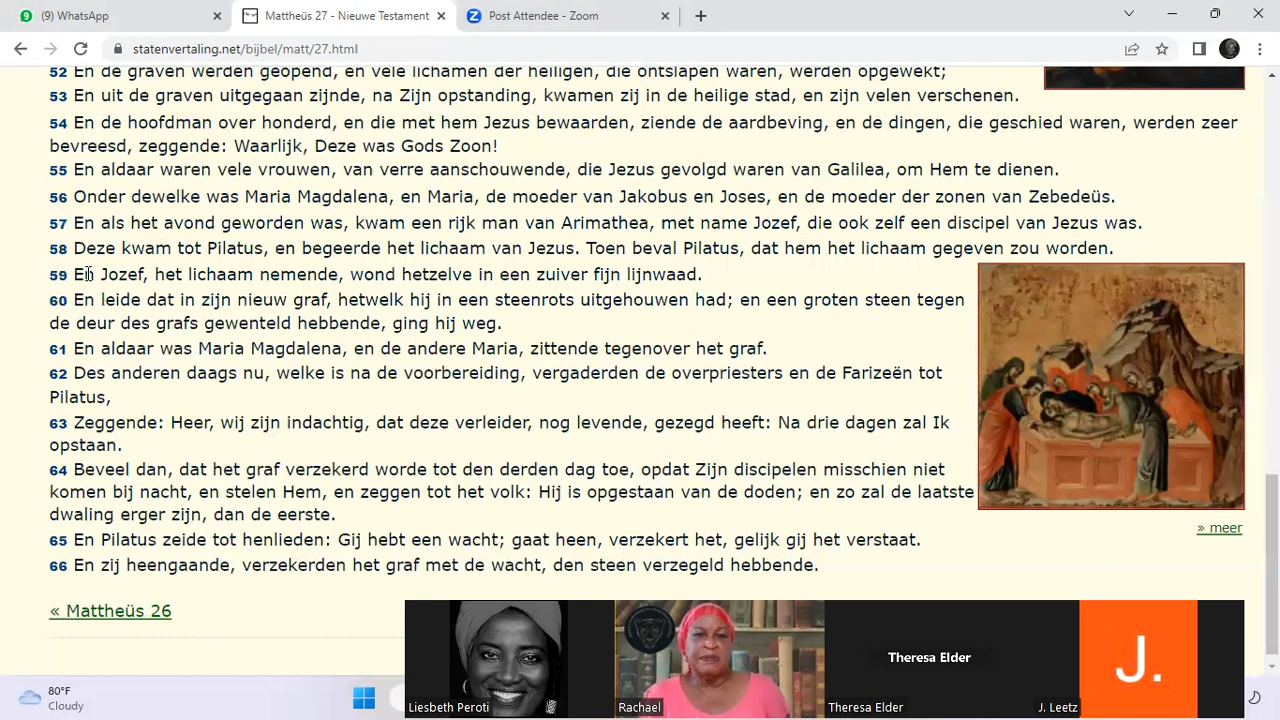 (9) WhatsApp
Mattheüs 27 - Nieuwe Testament
Post Attendee - Zoom
statenvertaling.net/bijbel/matt/27.html
52 En de graven werden geopend, en vele lichamen der heiligen, die ontslapen waren, werden opgewekt;
53 En uit de graven uitgegaan zijnde, na Zijn opstanding, kwamen zij in de heilige stad, en zijn velen verschenen.
54 En de hoofdman over honderd, en die met hem Jezus bewaarden, ziende de aardbeving, en de dingen, die geschied waren, werden zeer
bevreesd, zeggende: Waarlijk, Deze was Gods Zoon!
55 En aldaar waren vele vrouwen, van verre aanschouwende, die Jezus gevolgd waren van Galilea, om Hem te dienen.
56 Onder dewelke was Maria Magdalena, en Maria, de moeder van Jakobus en Joses, en de moeder der zonen van Zebedeüs.
57 En als het avond geworden was, kwam een rijk man van Arimathea, met name Jozef, die ook zelf een discipel van Jezus was.
58 Deze kwam tot Pilatus, en begeerde het lichaam van Jezus. Toen beval Pilatus, dat hem het lichaam gegeven zou worden.
59 En Jozef, het lichaam nemende, wond hetzelve in een zuiver fijn lijnwaad.
60 En leide dat in zijn nieuw graf, hetwelk hij in een steenrots uitgehouwen had; en een groten steen tegen
de deur des grafs gewenteld hebbende, ging hij weg.
61 En aldaar was Maria Magdalena, en de andere Maria, zittende tegenover het graf.
62 Des anderen daags nu, welke is na de voorbereiding, vergaderden de overpriesters en de Farizeën tot
Pilatus,
63 Zeggende: Heer, wij zijn indachtig, dat deze verleider, nog levende, gezegd heeft: Na drie dagen zal Ik
opstaan.
64 Beveel dan, dat het graf verzekerd worde tot den derden dag toe, opdat Zijn discipelen misschien niet
komen bij nacht, en stelen Hem, en zeggen tot het volk: Hij is opgestaan van de doden; en zo zal de laatste
dwaling erger zijn, dan de eerste.
» meer
65 En Pilatus zeide tot henlieden: Gij hebt een wacht; gaat heen, verzekert het, gelijk gij het verstaat.
66 En zij heengaande, verzekerden het graf met de wacht, den steen verzegeld hebbende.
« Mattheüs 26
Theresa Elder
J.
Liesbeth Peroti
Rachael
Theresa Elder
J. Leetz
80°F
Cloudy